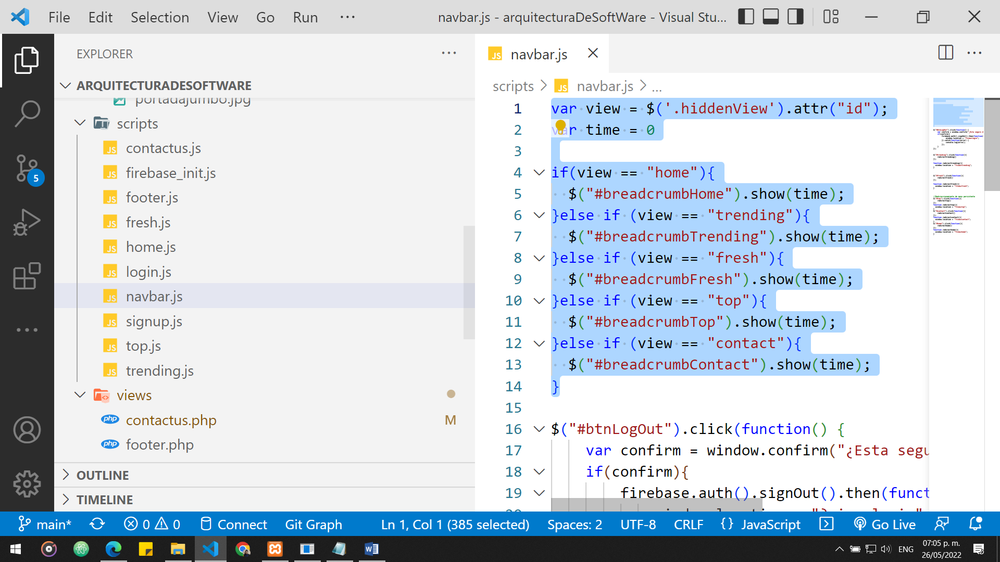 File Edit Selection View Go Run ···
navbar.js - arquitecturaDeSoftWare - Visual Stu...
EXPLORER
ARQUITECTURADESOFTWARE
portadajumbo.jpg
scripts
contactus.js
firebase_init.js
footer.js
fresh.js
home.js
login.js
navbar.js
signup.js
top.js
trending.js
views
contactus.php M
footer.php
OUTLINE
TIMELINE
5
navbar.js
scripts > navbar.js > ...
1 var view = $('.hiddenView').attr("id");
2 var time = 0
3
4 if(view == "home"){
5 $("#breadcrumbHome").show(time);
6 }else if (view == "trending"){
7 $("#breadcrumbTrending").show(time);
8 }else if (view == "fresh"){
9 $("#breadcrumbFresh").show(time);
10 }else if (view == "top"){
11 $("#breadcrumbTop").show(time);
12 }else if (view == "contact"){
13 $("#breadcrumbContact").show(time);
14 }
15
16 $("#btnLogOut").click(function() {
17 var confirm = window.confirm("¿Esta segu
18 if(confirm){
19 firebase.auth().signOut().then(funct
main* 0 0 Connect Git Graph Ln 1, Col 1 (385 selected) Spaces: 2 UTF-8 CRLF {} JavaScript Go Live
ENG 07:05 p. m.
26/05/2022